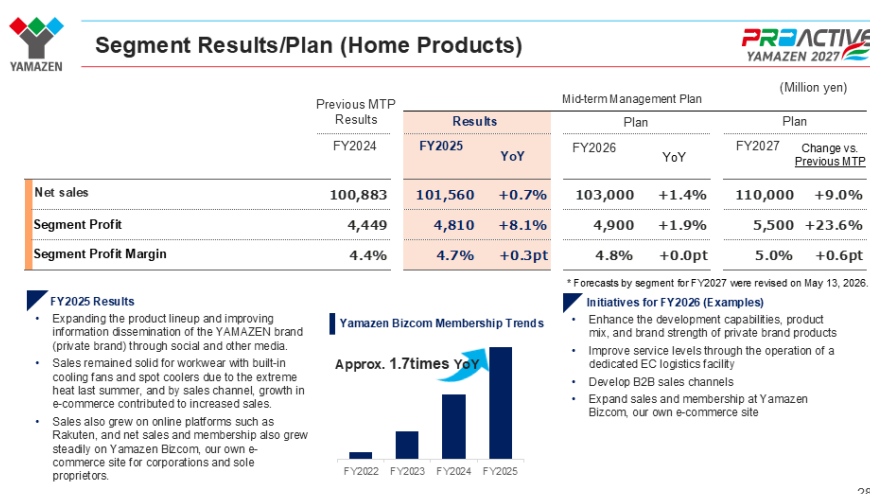 YAMAZEN
Segment Results/Plan (Home Products)
PROACTIVE
YAMAZEN 2027
(Million yen)
Previous MTP
Results
Mid-term Management Plan
Results
Plan
Plan
FY2024
FY2025
YoY
FY2026
YoY
FY2027
Change vs.
Previous MTP
Net sales 100,883 101,560 +0.7% 103,000 +1.4% 110,000 +9.0%
Segment Profit 4,449 4,810 +8.1% 4,900 +1.9% 5,500 +23.6%
Segment Profit Margin 4.4% 4.7% +0.3pt 4.8% +0.0pt 5.0% +0.6pt
* Forecasts by segment for FY2027 were revised on May 13, 2026.
FY2025 Results
• Expanding the product lineup and improving
information dissemination of the YAMAZEN brand
(private brand) through social and other media.
• Sales remained solid for workwear with built-in
cooling fans and spot coolers due to the extreme
heat last summer, and by sales channel, growth in
e-commerce contributed to increased sales.
• Sales also grew on online platforms such as
Rakuten, and net sales and membership also grew
steadily on Yamazen Bizcom, our own e-
commerce site for corporations and sole
proprietors.
Yamazen Bizcom Membership Trends
Approx. 1.7times YoY
FY2022 FY2023 FY2024 FY2025
Initiatives for FY2026 (Examples)
• Enhance the development capabilities, product
mix, and brand strength of private brand products
• Improve service levels through the operation of a
dedicated EC logistics facility
• Develop B2B sales channels
• Expand sales and membership at Yamazen
Bizcom, our own e-commerce site
28